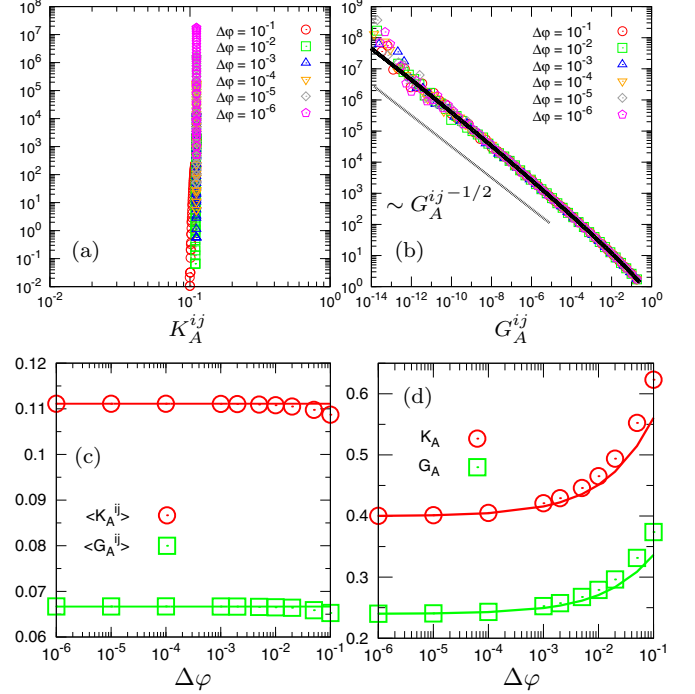 10^8
10^7
10^6
10^5
10^4
10^3
10^2
10^1
10^0
10^-1
10^-2
Δφ = 10^-1
Δφ = 10^-2
Δφ = 10^-3
Δφ = 10^-4
Δφ = 10^-5
Δφ = 10^-6
(a)
10^-2 10^-1 10^0
K_A^ij
10^9
10^8
10^7
10^6
10^5
10^4
10^3
10^2
10^1
10^0
Δφ = 10^-1
Δφ = 10^-2
Δφ = 10^-3
Δφ = 10^-4
Δφ = 10^-5
Δφ = 10^-6
~ G_A^ij -1/2
(b)
10^-14 10^-12 10^-10 10^-8 10^-6 10^-4 10^-2 10^0
G_A^ij
0.12
0.11
0.1
0.09
0.08
0.07
0.06
(c)
<K_A^ij>
<G_A^ij>
10^-6 10^-5 10^-4 10^-3 10^-2 10^-1
Δφ
0.6
0.5
0.4
0.3
0.2
(d)
K_A
G_A
10^-6 10^-5 10^-4 10^-3 10^-2 10^-1
Δφ